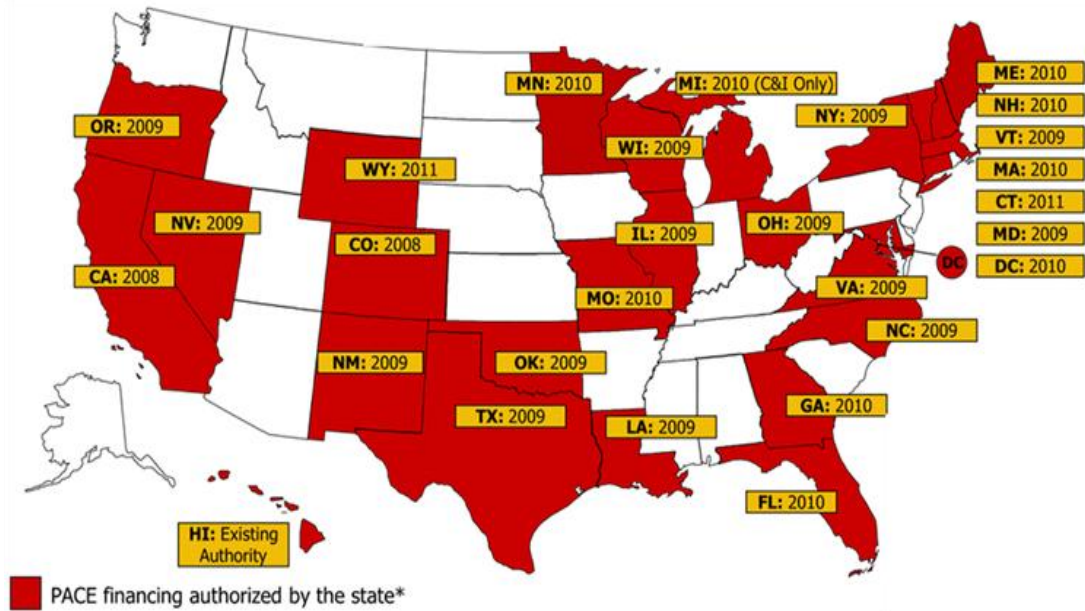 MN: 2010
MI: 2010 (C&I Only)
ME: 2010
NH: 2010
NY: 2009
OR: 2009
VT: 2009
WI: 2009
WY: 2011
MA: 2010
CT: 2011
NV: 2009
OH: 2009
IL: 2009
MD: 2009
CO: 2008
DC
DC: 2010
CA: 2008
VA: 2009
MO: 2010
NC: 2009
NM: 2009
OK: 2009
GA: 2010
TX: 2009
LA: 2009
FL: 2010
HI: Existing
Authority
PACE financing authorized by the state*